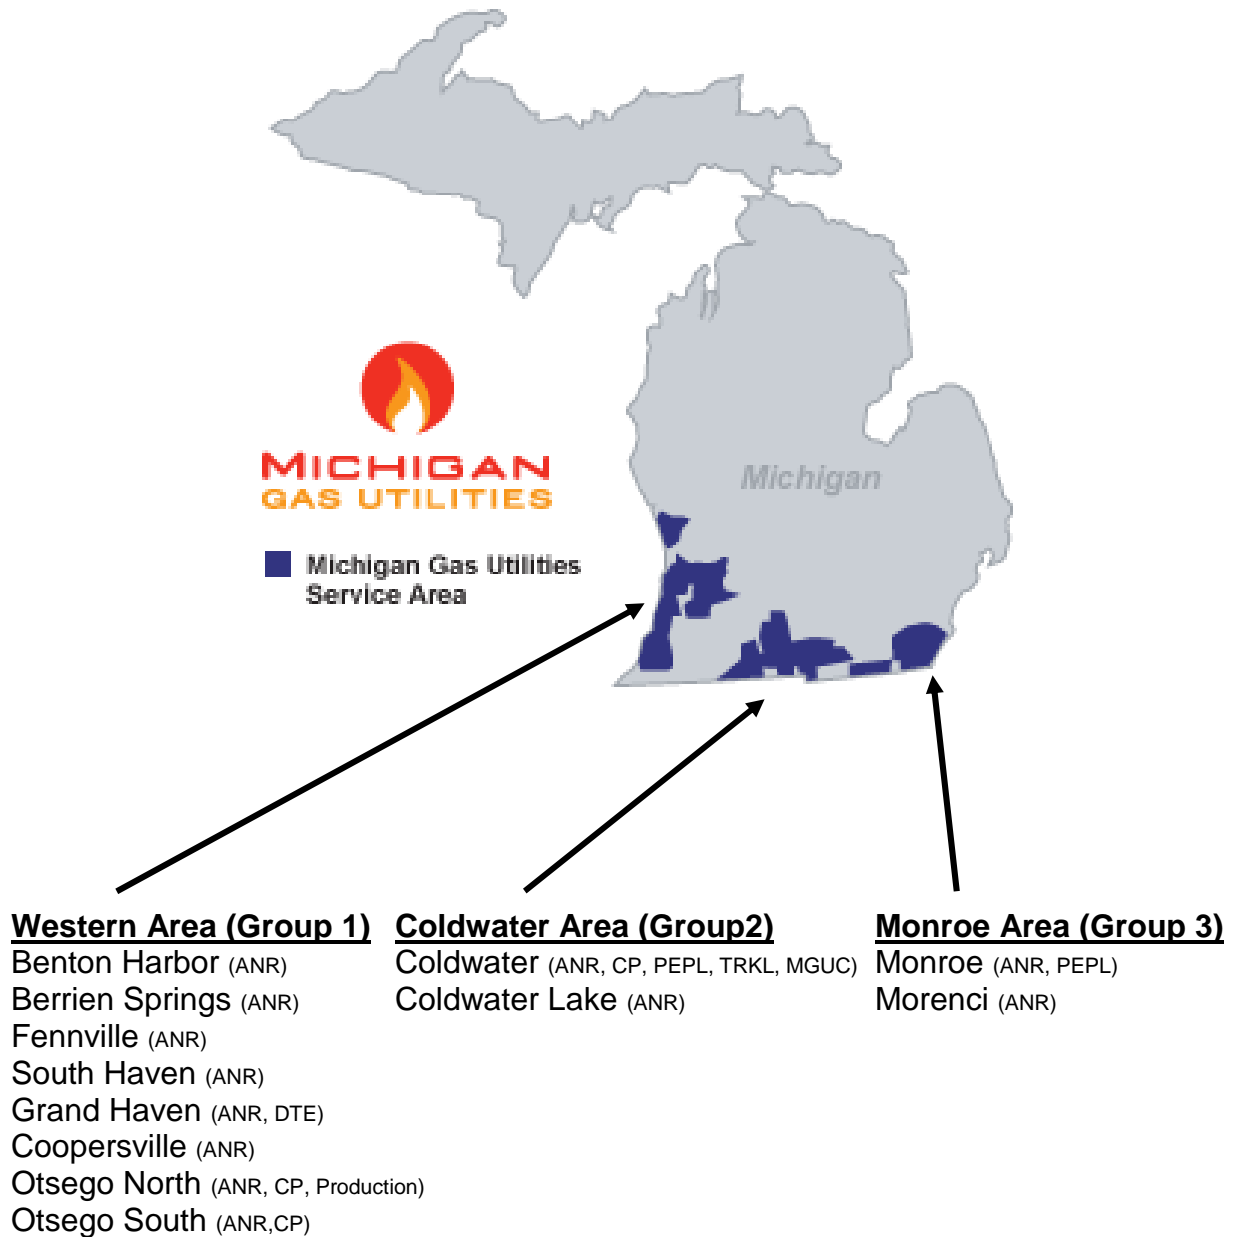 Michigan
MICHIGAN
GAS UTILITIES
Michigan Gas Utilities
Service Area
Western Area (Group 1)
Benton Harbor (ANR)
Berrien Springs (ANR)
Fennville (ANR)
South Haven (ANR)
Grand Haven (ANR, DTE)
Coopersville (ANR)
Otsego North (ANR, CP, Production)
Otsego South (ANR,CP)
Coldwater Area (Group2)
Coldwater (ANR, CP, PEPL, TRKL, MGUC)
Coldwater Lake (ANR)
Monroe Area (Group 3)
Monroe (ANR, PEPL)
Morenci (ANR)